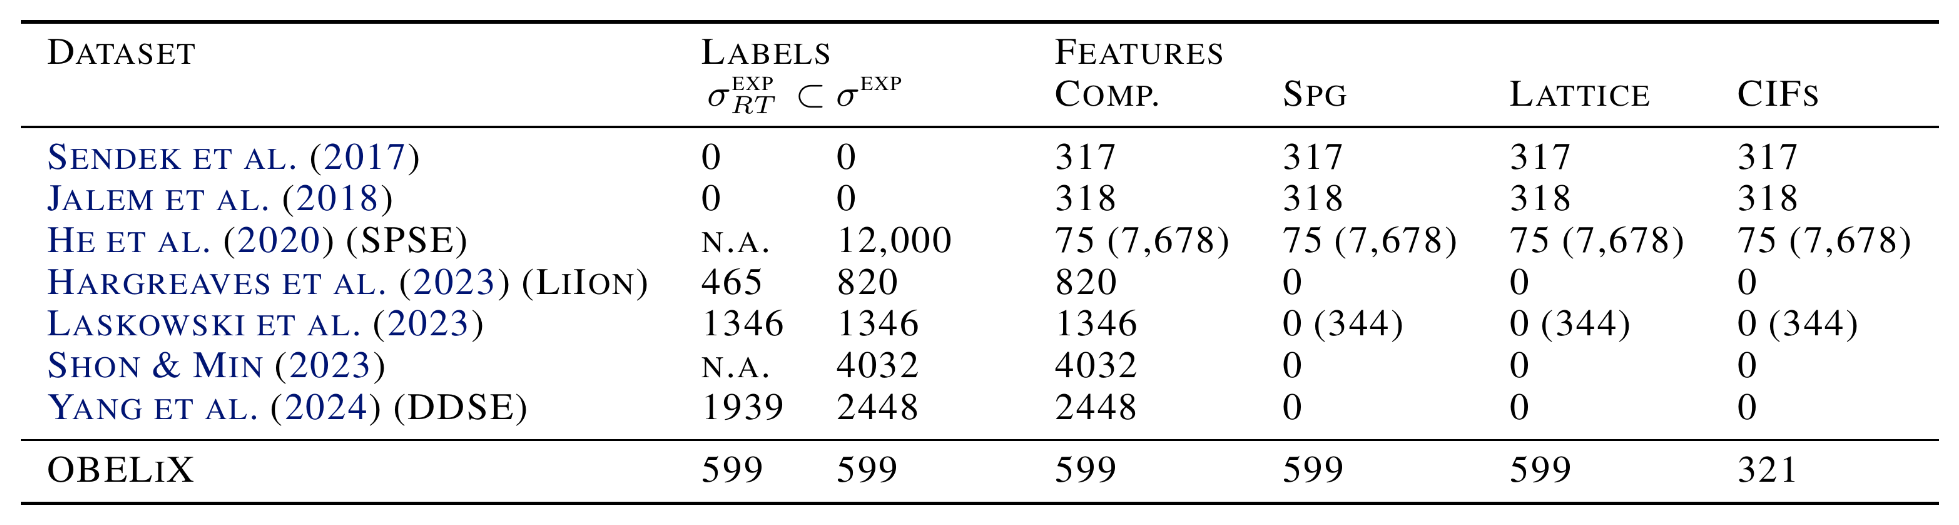 DATASET LABELS FEATURES
σ_RT^EXP ⊂ σ^EXP COMP. SPG LATTICE CIFS
SENDEK ET AL. (2017) 0 0 317 317 317 317
JALEM ET AL. (2018) 0 0 318 318 318 318
HE ET AL. (2020) (SPSE) N.A. 12,000 75 (7,678) 75 (7,678) 75 (7,678) 75 (7,678)
HARGREAVES ET AL. (2023) (LIION) 465 820 820 0 0 0
LASKOWSKI ET AL. (2023) 1346 1346 1346 0 (344) 0 (344) 0 (344)
SHON & MIN (2023) N.A. 4032 4032 0 0 0
YANG ET AL. (2024) (DDSE) 1939 2448 2448 0 0 0
OBELIX 599 599 599 599 599 321